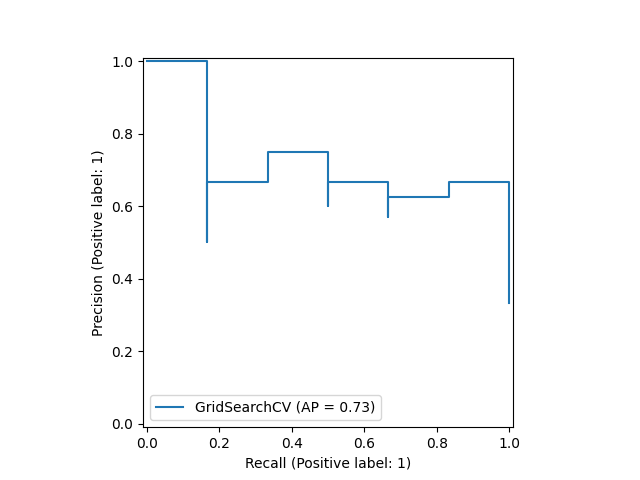 1.0
0.8
0.6
0.4
0.2
0.0
Precision (Positive label: 1)
GridSearchCV (AP = 0.73)
0.0 0.2 0.4 0.6 0.8 1.0
Recall (Positive label: 1)